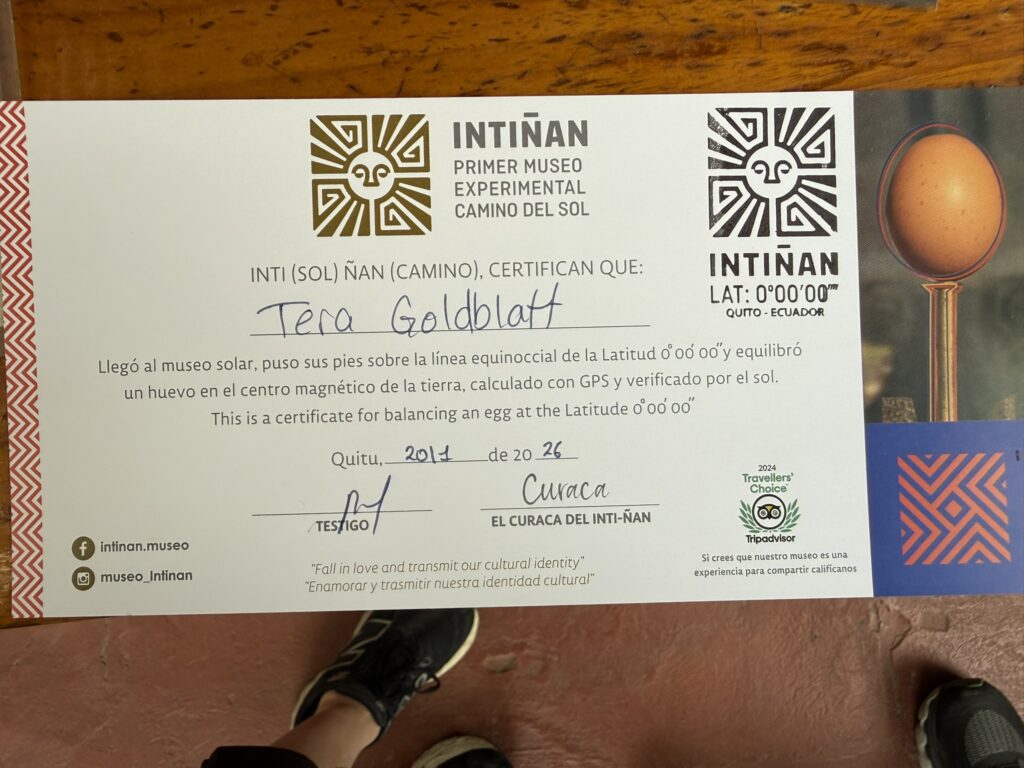 INTIÑAN
PRIMER MUSEO
EXPERIMENTAL
CAMINO DEL SOL
INTIÑAN
LAT: 0°00'00"
QUITO - ECUADOR
INTI (SOL) ÑAN (CAMINO), CERTIFICAN QUE:
Tera Goldblatt
Llegó al museo solar, puso sus pies sobre la línea equinoccial de la Latitud 0°00'00" y equilibró
un huevo en el centro magnético de la tierra, calculado con GPS y verificado por el sol.
This is a certificate for balancing an egg at the Latitude 0°00'00"
Quitu, 20/1 de 20 26
Curaca
TESTIGO
EL CURACA DEL INTI-ÑAN
2024
Travellers'
Choice
Tripadvisor
intinan.museo
museo_Intinan
"Fall in love and transmit our cultural identity"
"Enamorar y trasmitir nuestra identidad cultural"
Si crees que nuestro museo es una
experiencia para compartir calificanos